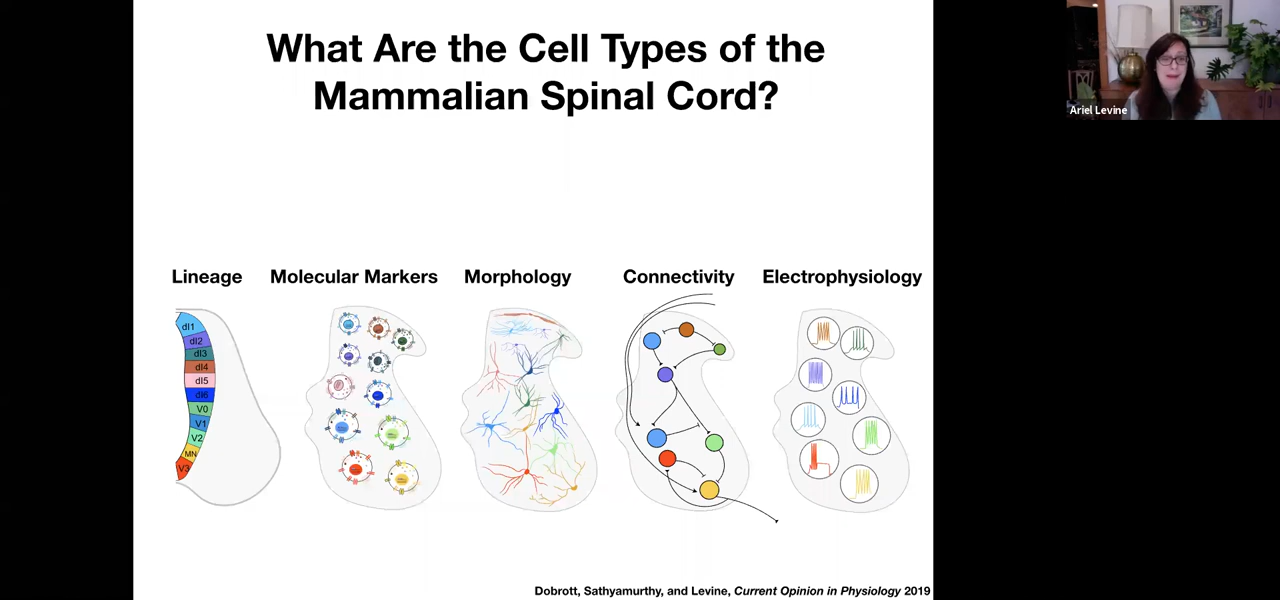 What Are the Cell Types of the
Mammalian Spinal Cord?
Ariel Levine
Lineage
Molecular Markers
Morphology
Connectivity
Electrophysiology
dI1
dI2
dI3
dI4
dI5
dI6
V0
V1
V2
MN
V3
Dobrott, Sathyamurthy, and Levine, Current Opinion in Physiology 2019